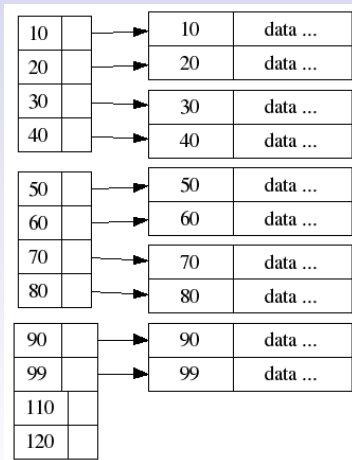 10 10 data ...
20 20 data ...
30 30 data ...
40 40 data ...
50 50 data ...
60 60 data ...
70 70 data ...
80 80 data ...
90 90 data ...
99 99 data ...
110
120